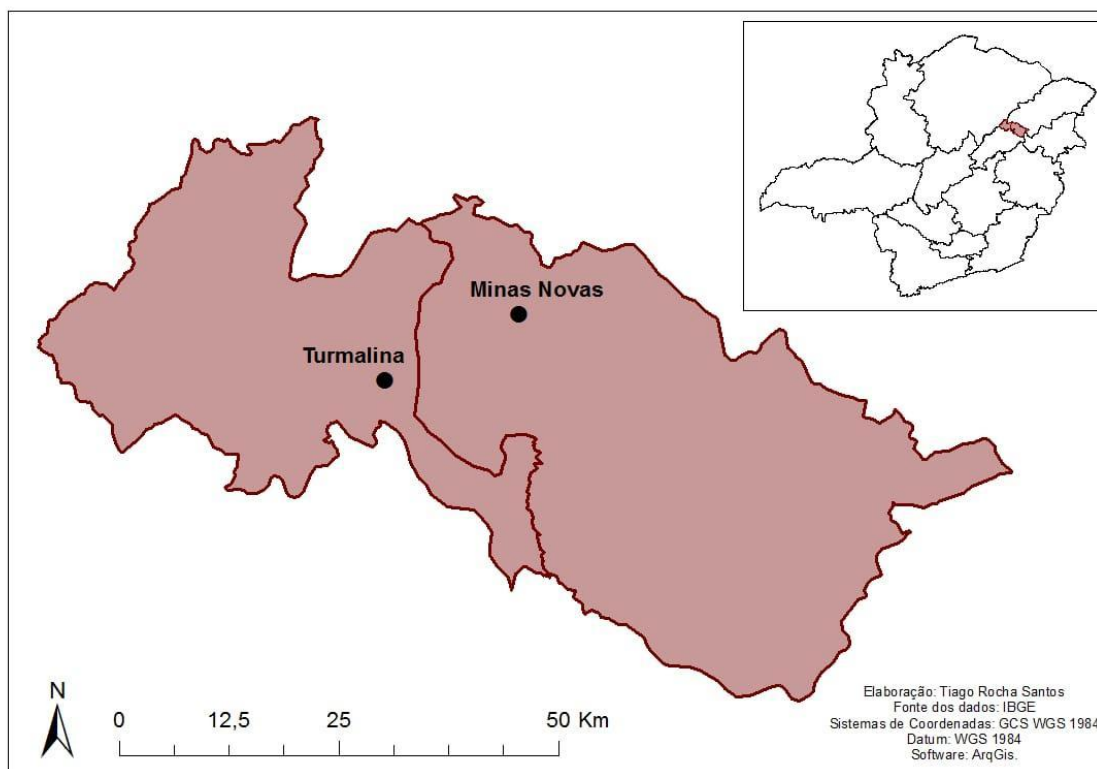 Minas Novas
Turmalina
N
0 12,5 25 50 Km
Elaboração: Tiago Rocha Santos
Fonte dos dados: IBGE
Sistemas de Coordenadas: GCS WGS 1984
Datum: WGS 1984
Software: ArqGis.